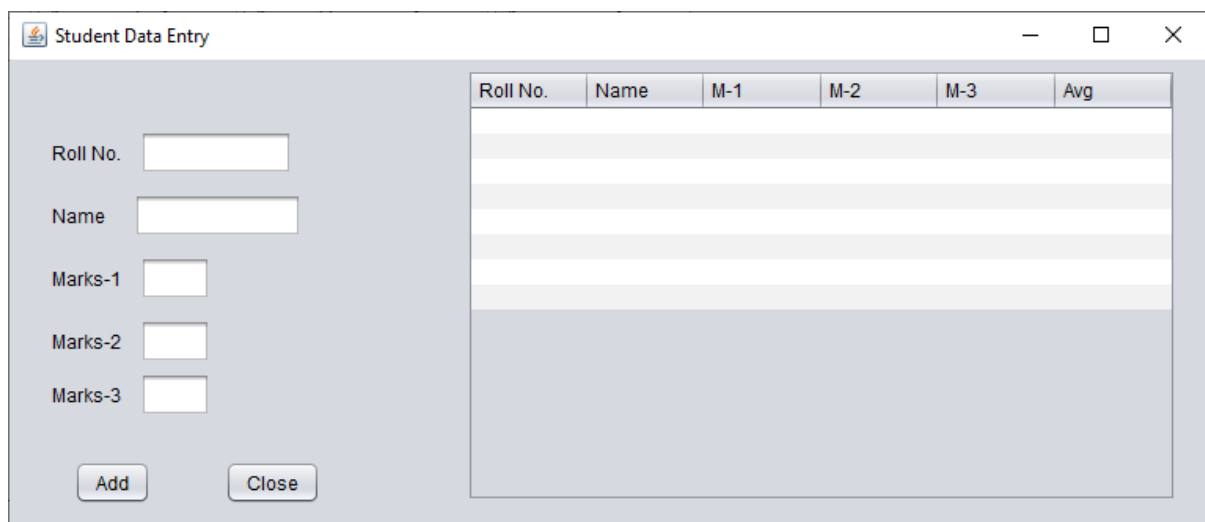 Student Data Entry
Roll No. Name M-1 M-2 M-3 Avg
Roll No.
Name
Marks-1
Marks-2
Marks-3
Add Close